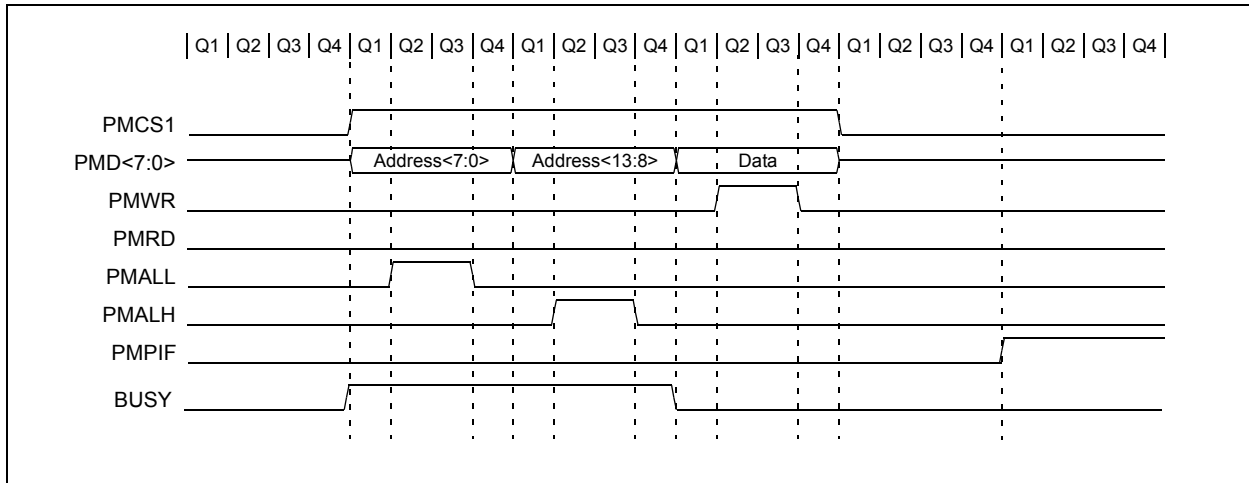 Q1 Q2 Q3 Q4 Q1 Q2 Q3 Q4 Q1 Q2 Q3 Q4 Q1 Q2 Q3 Q4 Q1 Q2 Q3 Q4 Q1 Q2 Q3 Q4
PMCS1
PMD<7:0> Address<7:0> Address<13:8> Data
PMWR
PMRD
PMALL
PMALH
PMPIF
BUSY